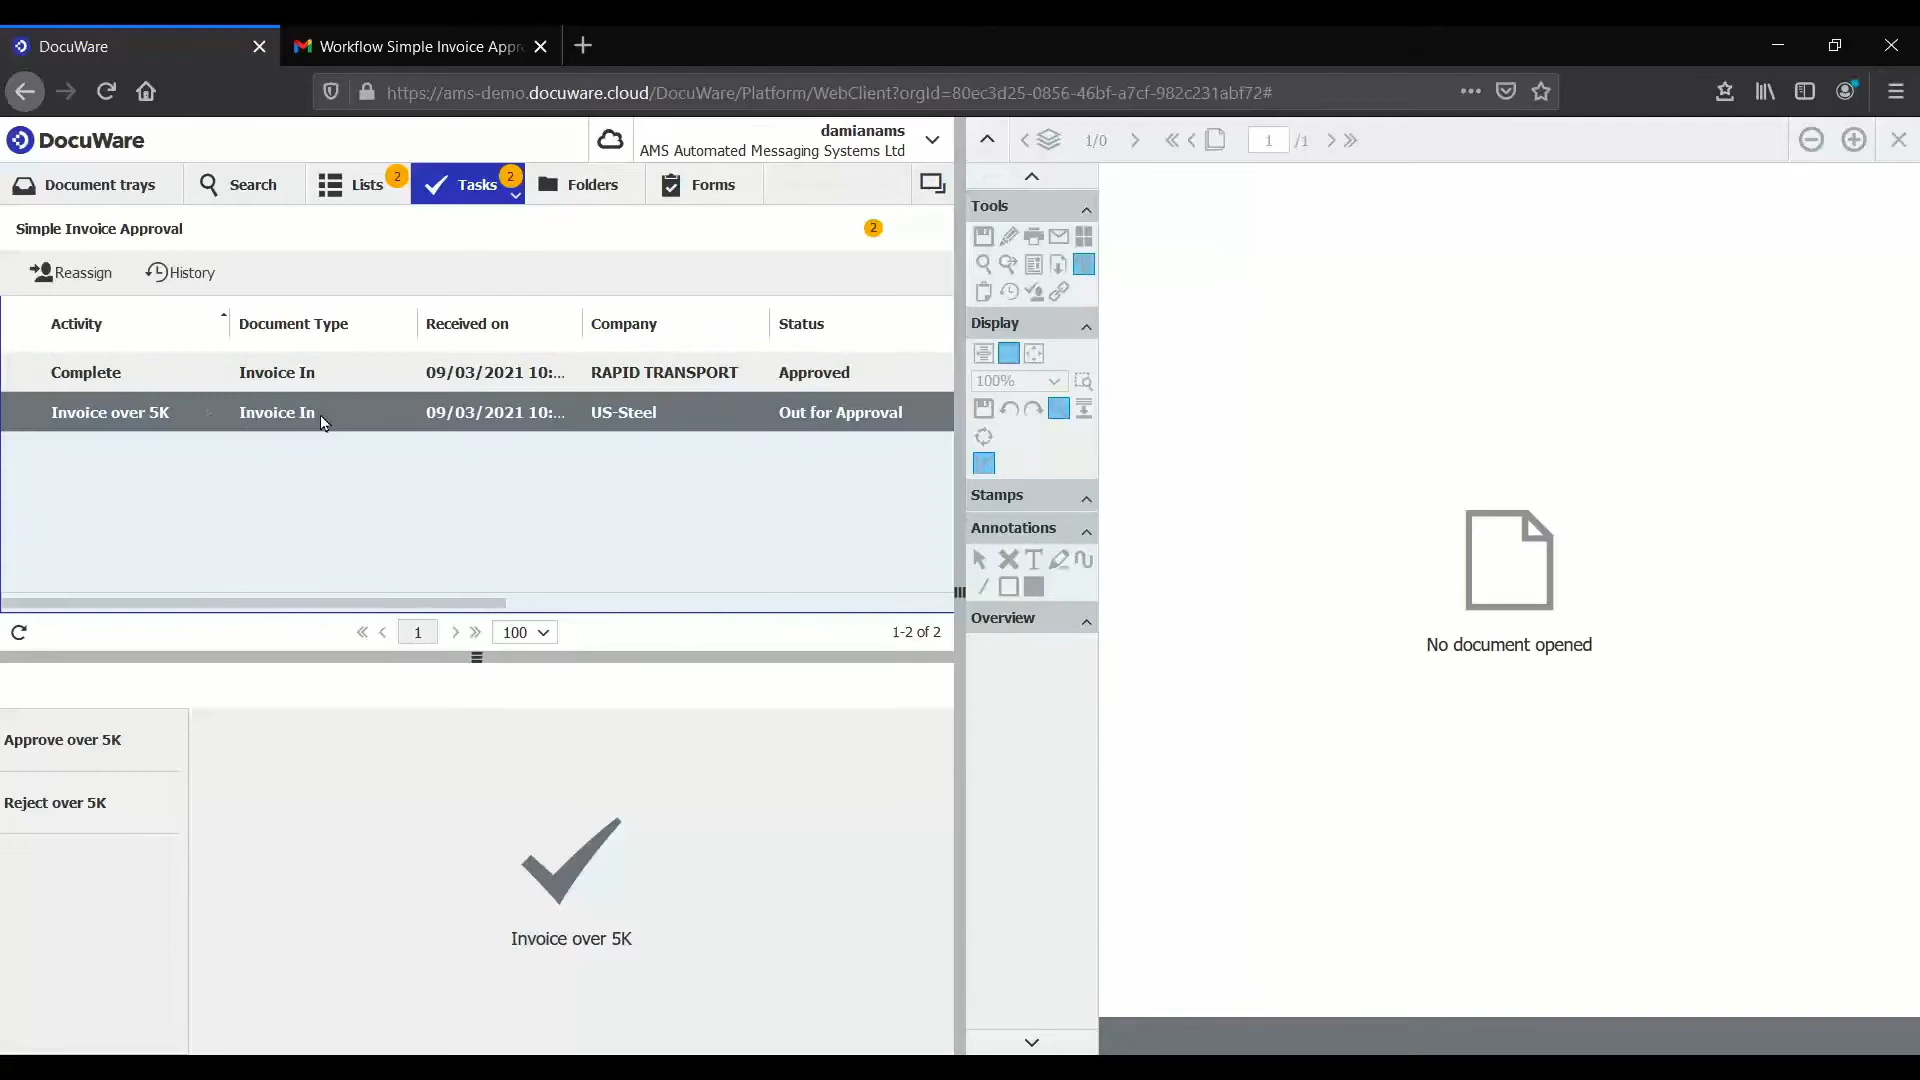 DocuWare
Workflow Simple Invoice Appr
https://ams-demo.docuware.cloud/DocuWare/Platform/WebClient?orgId=80ec3d25-0856-46bf-a7cf-982c231abf72#
DocuWare
damianams
AMS Automated Messaging Systems Ltd
1/0
1 /1
Document trays Search Lists 2 Tasks 2 Folders Forms
Simple Invoice Approval 2
Reassign History
Activity Document Type Received on Company Status
Complete Invoice In 09/03/2021 10:... RAPID TRANSPORT Approved
Invoice over 5K Invoice In 09/03/2021 10:... US-Steel Out for Approval
1 100 1-2 of 2
Approve over 5K
Reject over 5K
Invoice over 5K
Tools
Display
100%
Stamps
Annotations
Overview
No document opened